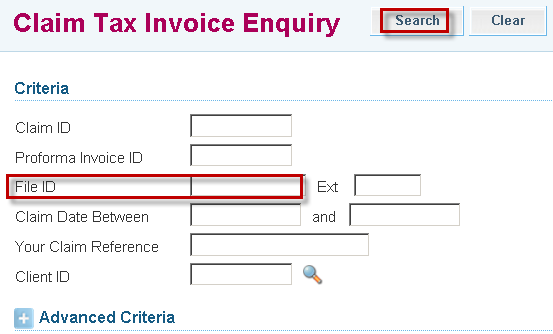 Claim Tax Invoice Enquiry Search Clear
Criteria
Claim ID
Proforma Invoice ID
File ID Ext
Claim Date Between and
Your Claim Reference
Client ID
Advanced Criteria